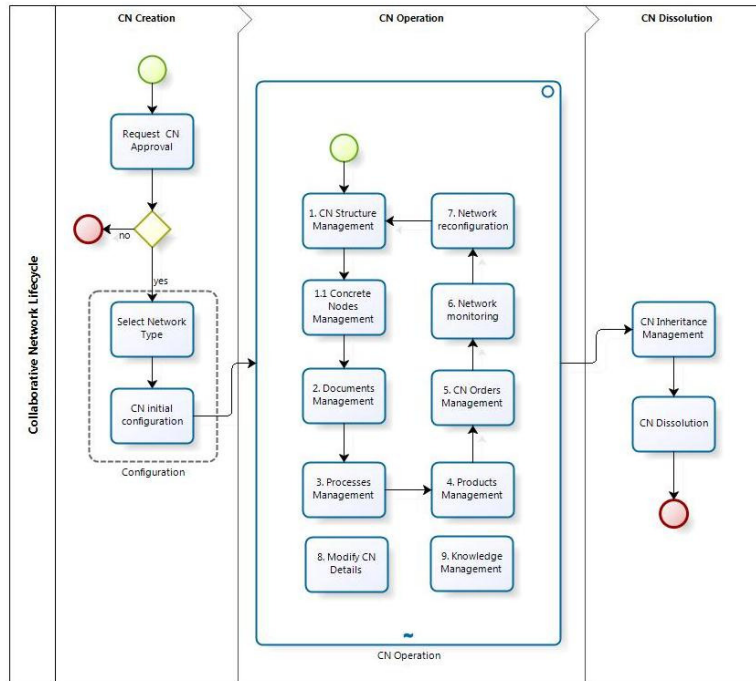 CN Creation
CN Operation
CN Dissolution
Collaborative Network Lifecycle
Request CN
Approval
no
yes
Select Network
Type
CN initial
configuration
Configuration
1. CN Structure
Management
1.1 Concrete
Nodes
Management
2. Documents
Management
3. Processes
Management
4. Products
Management
5. CN Orders
Management
6. Network
monitoring
7. Network
reconfiguration
8. Modify CN
Details
9. Knowledge
Management
CN Operation
CN Inheritance
Management
CN Dissolution